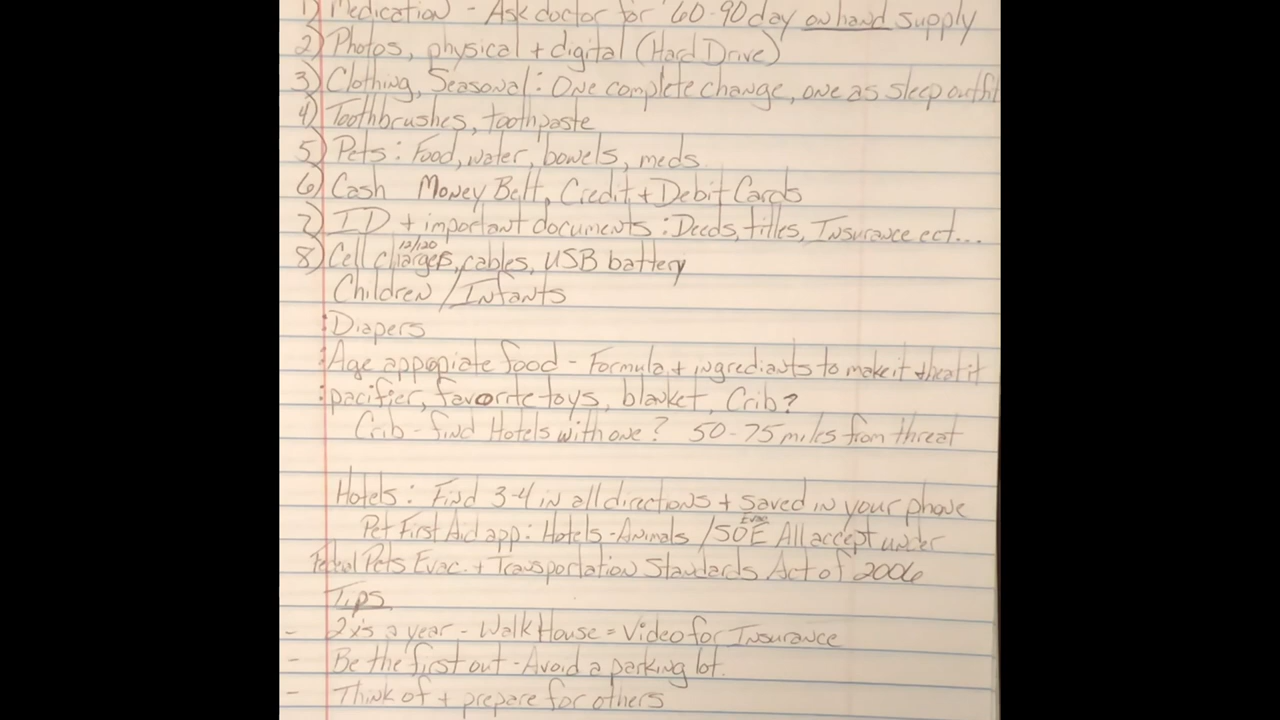 1) Medication - Ask doctor for 60-90 day on hand supply
2) Photos, physical + digital (Hard Drive)
3) Clothing, Seasonal: One complete change, one as sleep outfit
4) Toothbrushes, toothpaste
5) Pets: Food, water, bowels, meds
6) Cash Money Belt, Credit + Debit Cards
7) ID + important documents: Deeds, titles, Insurance ect...
12/120
8) Cell chargers, cables, USB battery
Children/Infants
: Diapers
: Age appropiate food - Formula + ingrediants to make it + heat it
: pacifier, favorite toys, blanket, Crib?
Crib - find Hotels with one? 50-75 miles from threat
Hotels: Find 3-4 in all directions + saved in your phone
Evac
Pet First Aid app: Hotels - Animals / SOE All accept under
Pets Evac. + Transportation Standards Act of 2006
Tips
- 2x's a year - Walk House = Video for Insurance
- Be the first out - Avoid a parking lot.
- Think of + prepare for others